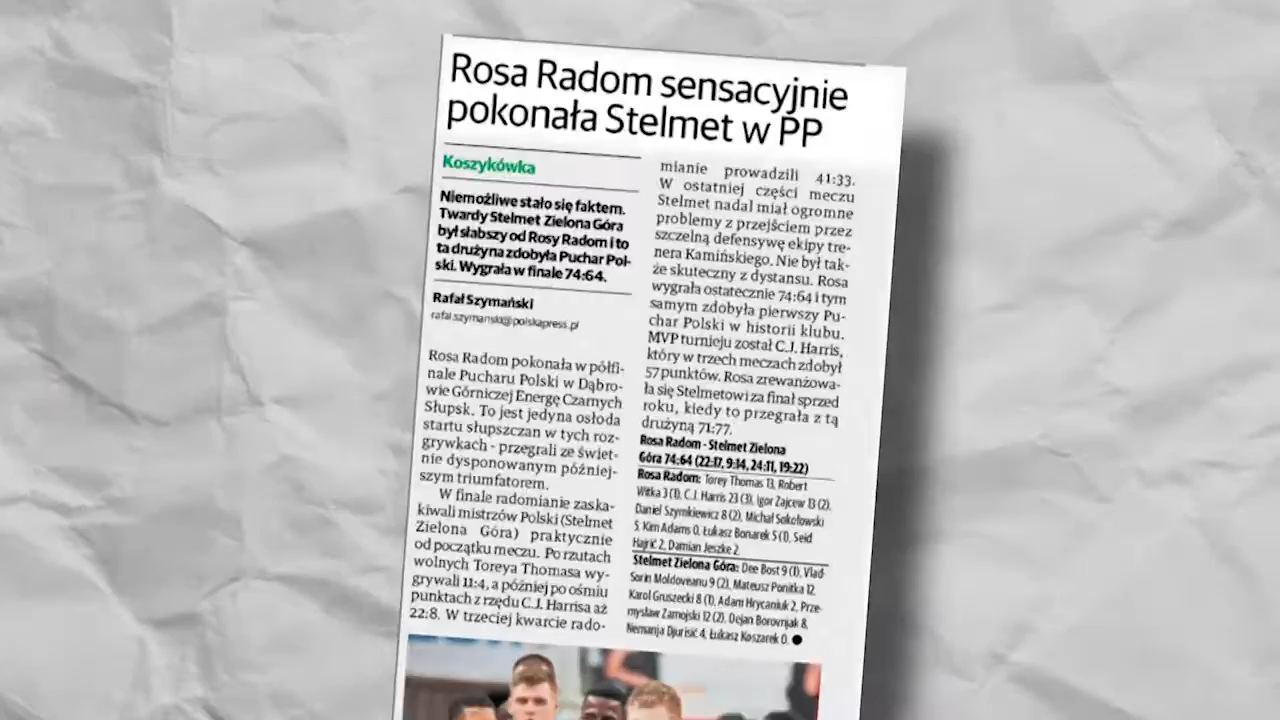 Rosa Radom sensacyjnie
pokonała Stelmet w PP
Koszykówka
Niemożliwe stało się faktem.
Twardy Stelmet Zielona Góra
był słabszy od Rosy Radom i to
ta drużyna zdobyła Puchar Pol-
ski. Wygrała w finale 74:64.
Rafał Szymański
rafal.szymanski@polskapress.pl
Rosa Radom pokonała w półfi-
nale Pucharu Polski w Dąbro-
wie Górniczej Energę Czarnych
Słupsk. To jest jedyna osłoda
startu słupszczan w tych roz-
grywkach - przegrali ze świet-
nie dysponowanym później-
szym triumfatorem.
W finale radomianie zaska-
kiwali mistrzów Polski (Stelmet
Zielona Góra) praktycznie
od początku meczu. Po rzutach
wolnych Toreya Thomasa wy-
grywali 11:4, a później po ośmiu
punktach z rzędu C.J. Harrisa aż
22:8. W trzeciej kwarcie rado-
mianie prowadzili 41:33.
W ostatniej części meczu
Stelmet nadal miał ogromne
problemy z przejściem przez
szczelną defensywę ekipy tre-
nera Kamińskiego. Nie był tak-
że skuteczny z dystansu. Rosa
wygrała ostatecznie 74:64 i tym
samym zdobyła pierwszy Pu-
char Polski w historii klubu.
MVP turnieju został C.J. Harris,
który w trzech meczach zdobył
57 punktów. Rosa zrewanżowa-
ła się Stelmetowi za finał sprzed
roku, kiedy to przegrała z tą
drużyną 71:77.
Rosa Radom - Stelmet Zielona
Góra 74:64 (22:17, 9:14, 24:11, 19:22)
Rosa Radom: Torey Thomas 13, Robert
Witka 3 (1), C.J. Harris 23 (3), Igor Zajcew 13 (2),
Daniel Szymkiewicz 8 (2), Michał Sokołowski
5, Kim Adams 0, Łukasz Bonarek 5 (1), Seid
Hajrić 2, Damian Jeszke 2.
Stelmet Zielona Góra: Dee Bost 9 (1), Vlad-
Sorin Moldoveanu 9 (2), Mateusz Ponitka 12,
Karol Gruszecki 8 (1), Adam Hrycaniuk 2, Prze-
mysław Zamojski 12 (2), Dejan Borovnjak 8,
Nemanja Djurisić 4, Łukasz Koszarek 0. ●